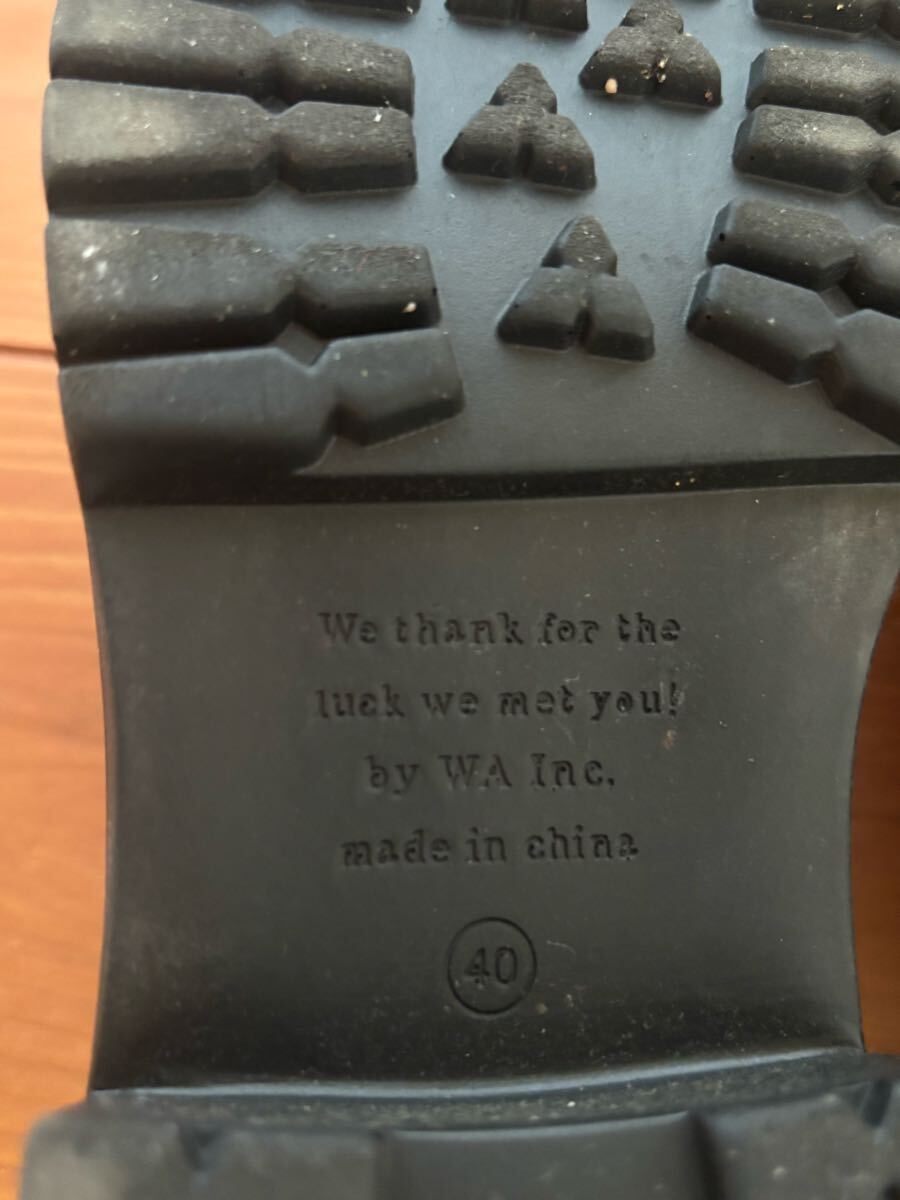 We thank for the
luck we met you!
by WA Inc.
made in china
40